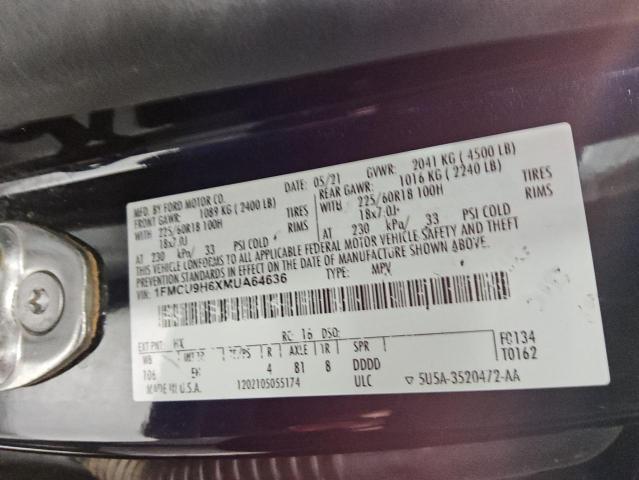 MFD. BY FORD MOTOR CO.
DATE: 05/21 GVWR: 2041 KG ( 4500 LB)
FRONT GAWR: 1089 KG ( 2400 LB) REAR GAWR: 1016 KG ( 2240 LB)
WITH 225/60R18 100H TIRES WITH 225/60R18 100H TIRES
18x7.0J RIMS 18x7.0J RIMS
AT 230 kPa/ 33 PSI COLD AT 230 kPa/ 33 PSI COLD
THIS VEHICLE CONFORMS TO ALL APPLICABLE FEDERAL MOTOR VEHICLE SAFETY AND THEFT
PREVENTION STANDARDS IN EFFECT ON THE DATE OF MANUFACTURE SHOWN ABOVE.
1FMCU9H6XMUA64636 TYPE: MPV
EXT PNT: HX RC: 16 DSO: FC134
WB R AXLE TR SPR T0162
706 EH 4 81 8 DDDD
MADE IN U.S.A. 1202105055174 ULC 5U5A-3520472-AA